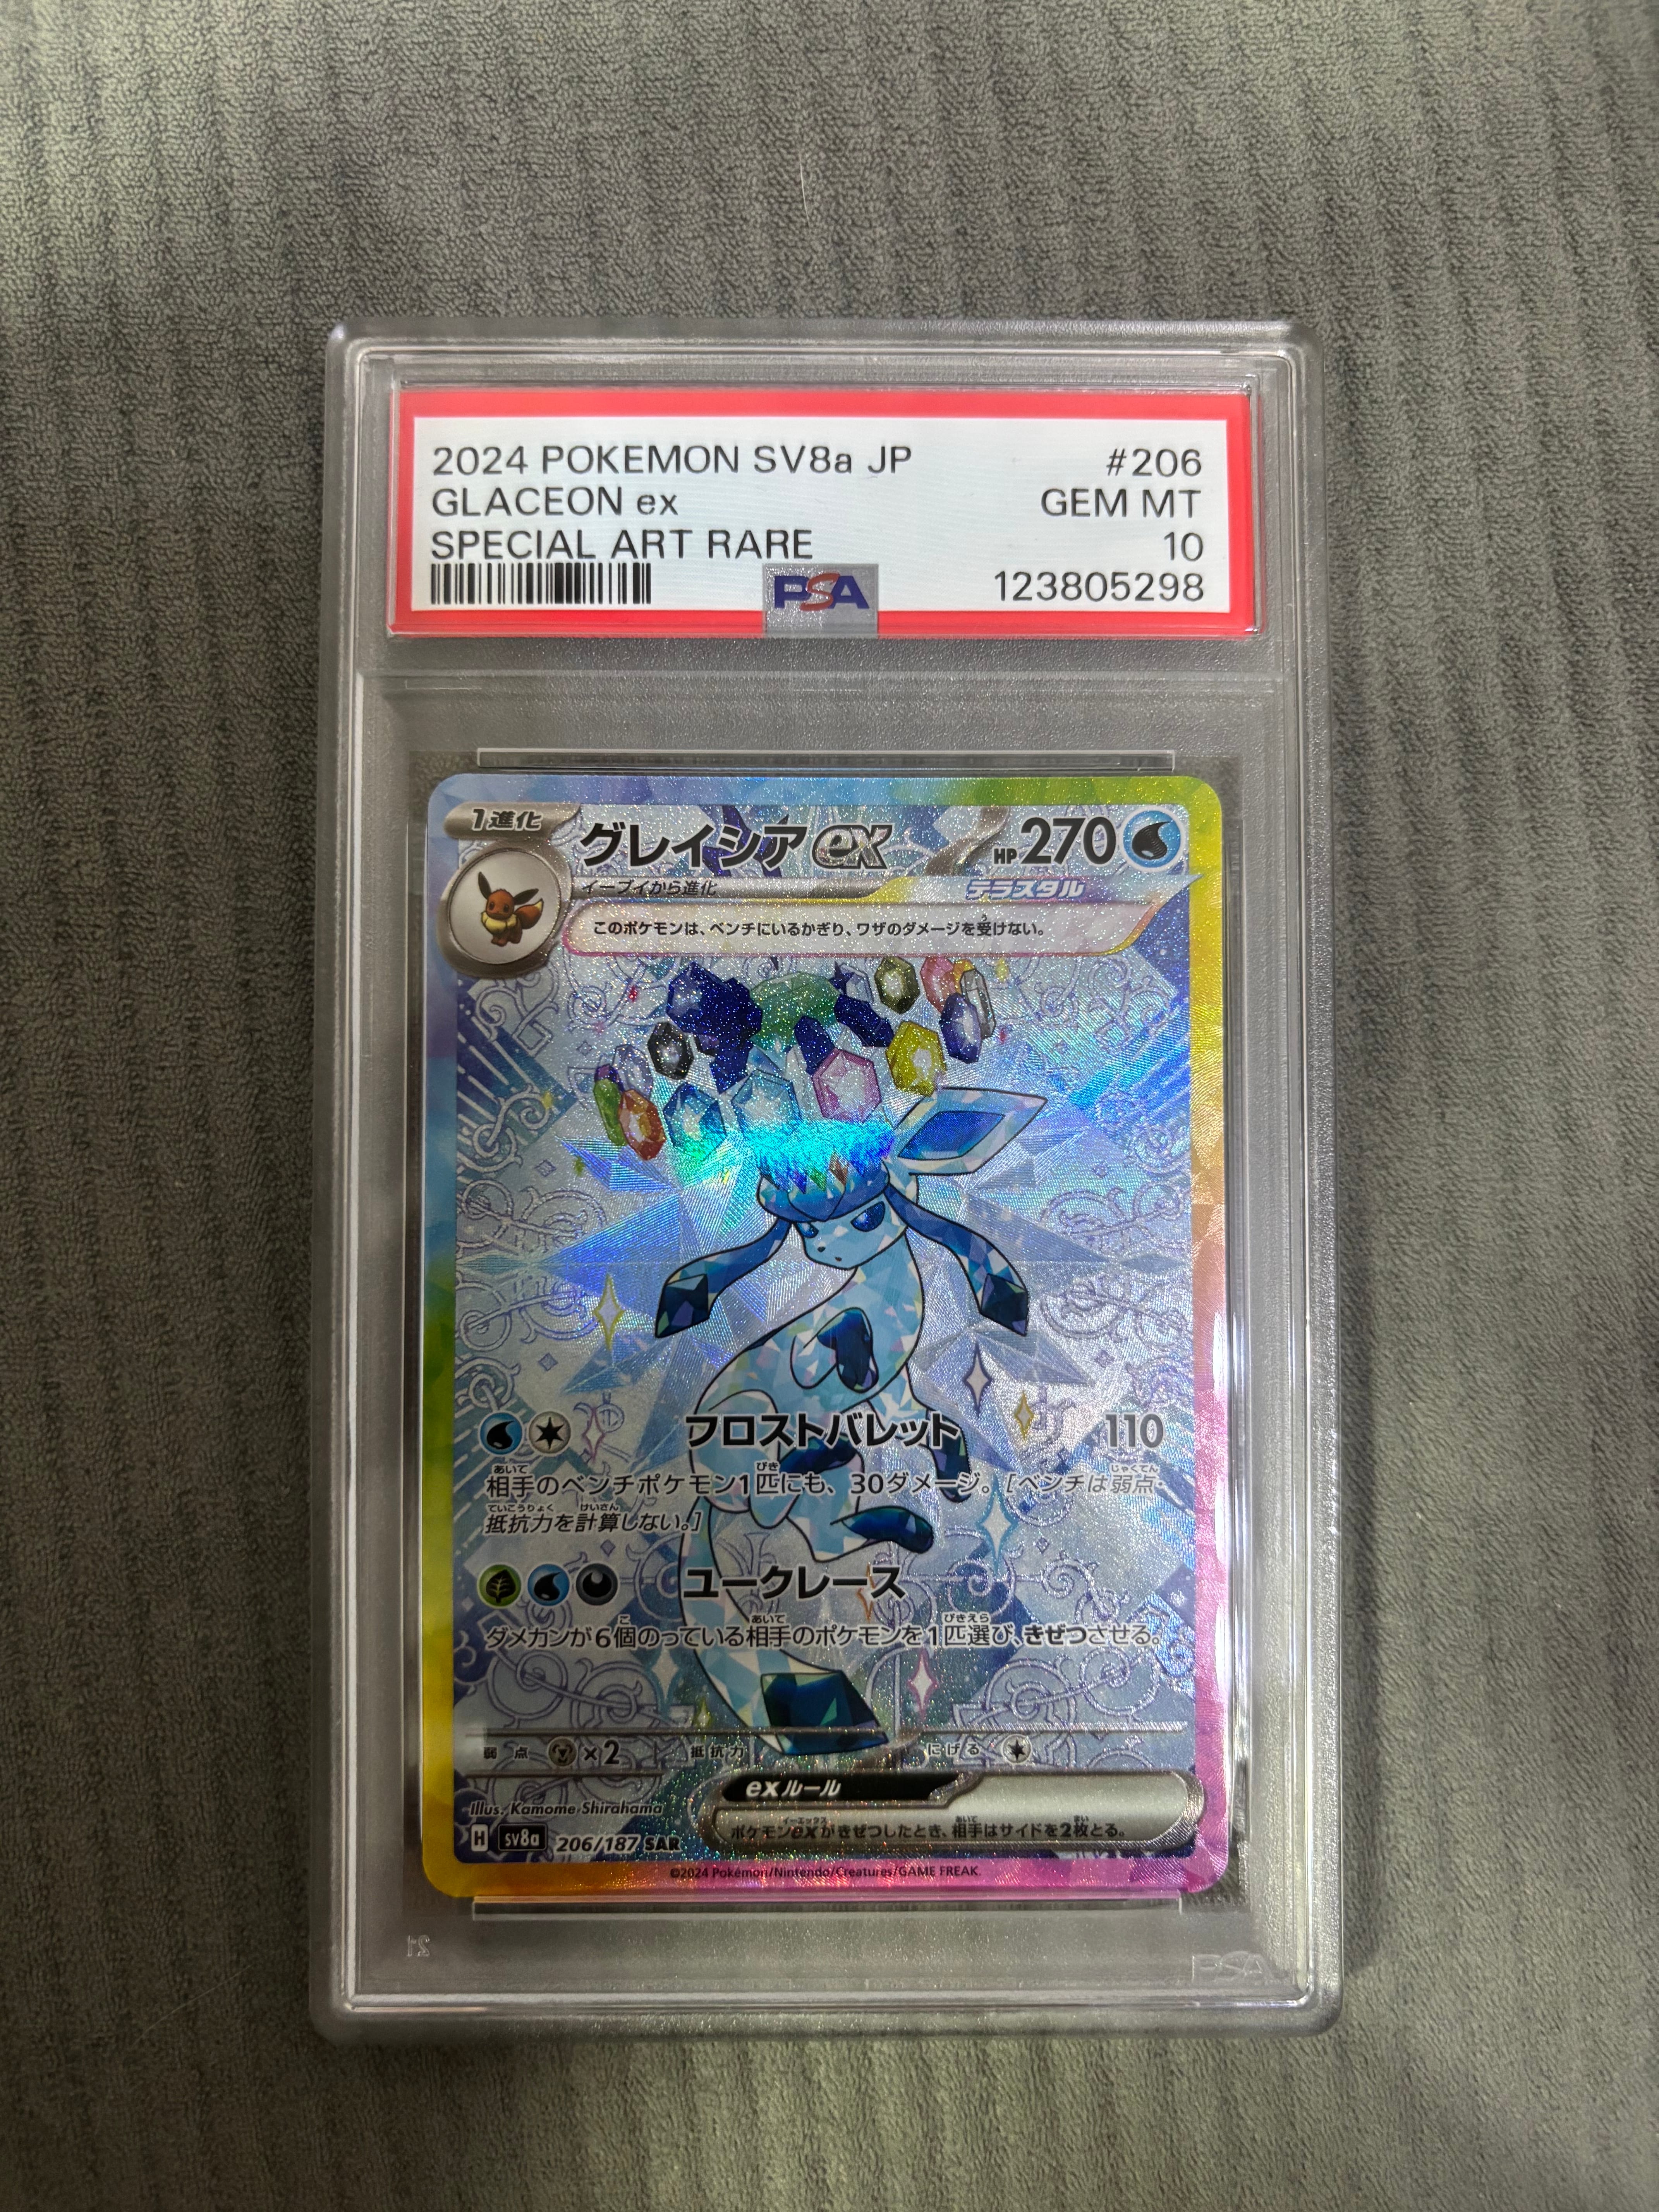 2024 POKEMON SV8a JP #206
GLACEON ex GEM MT
SPECIAL ART RARE 10
PSA 123805298
1進化 グレイシアex HP270
イーブイから進化 テラスタル
このポケモンは、ベンチにいるかぎり、ワザのダメージを受けない。
フロストバレット 110
相手のベンチポケモン1匹にも、30ダメージ。[ベンチは弱点・
抵抗力を計算しない。]
ユークレース
ダメカンが6個のっている相手のポケモンを1匹選び、きぜつさせる。
弱点 ×2 抵抗力 にげる
exルール
ポケモンexがきぜつしたとき、相手はサイドを2枚とる。
Illus. Kamome Shirahama
H sv8a 206/187 SAR
©2024 Pokémon/Nintendo/Creatures/GAME FREAK.
21 PSA